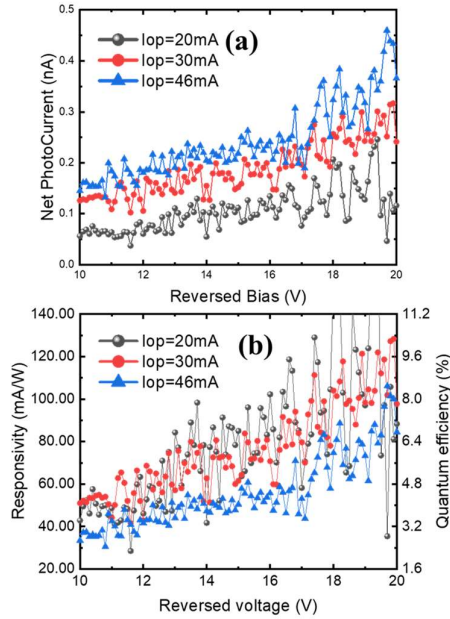 0.5
0.4
0.3
0.2
0.1
0.0
Net PhotoCurrent (nA)
Iop=20mA
Iop=30mA
Iop=46mA
(a)
10 12 14 16 18 20
Reversed Bias (V)
140.00
120.00
100.00
80.00
60.00
40.00
20.00
Responsivity (mA/W)
Iop=20mA
Iop=30mA
Iop=46mA
(b)
11.2
9.6
8.0
6.4
4.8
3.2
1.6
Quantum efficiency (%)
10 12 14 16 18 20
Reversed voltage (V)